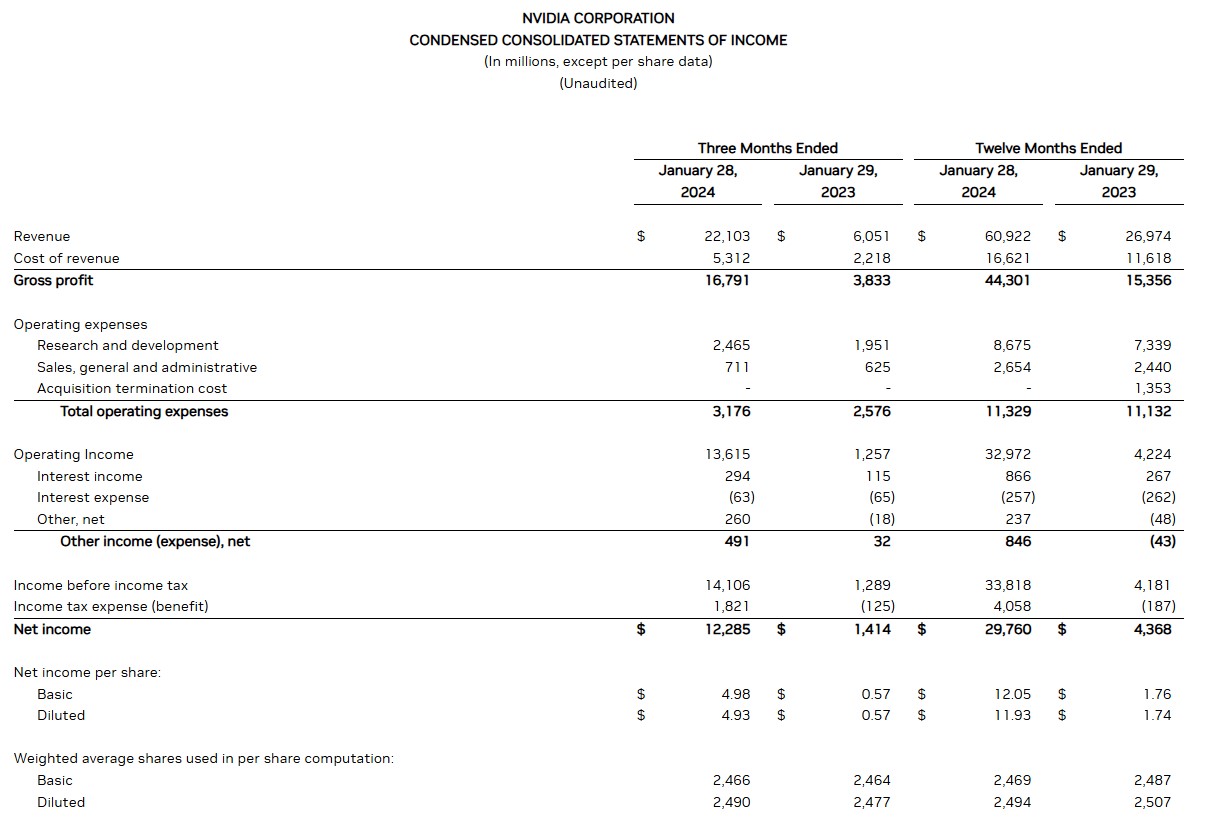 NVIDIA CORPORATION
CONDENSED CONSOLIDATED STATEMENTS OF INCOME
(In millions, except per share data)
(Unaudited)
Three Months Ended Twelve Months Ended
January 28, January 29, January 28, January 29,
2024 2023 2024 2023
Revenue $ 22,103 $ 6,051 $ 60,922 $ 26,974
Cost of revenue 5,312 2,218 16,621 11,618
Gross profit 16,791 3,833 44,301 15,356
Operating expenses
Research and development 2,465 1,951 8,675 7,339
Sales, general and administrative 711 625 2,654 2,440
Acquisition termination cost - - - 1,353
Total operating expenses 3,176 2,576 11,329 11,132
Operating Income 13,615 1,257 32,972 4,224
Interest income 294 115 866 267
Interest expense (63) (65) (257) (262)
Other, net 260 (18) 237 (48)
Other income (expense), net 491 32 846 (43)
Income before income tax 14,106 1,289 33,818 4,181
Income tax expense (benefit) 1,821 (125) 4,058 (187)
Net income $ 12,285 $ 1,414 $ 29,760 $ 4,368
Net income per share:
Basic $ 4.98 $ 0.57 $ 12.05 $ 1.76
Diluted $ 4.93 $ 0.57 $ 11.93 $ 1.74
Weighted average shares used in per share computation:
Basic 2,466 2,464 2,469 2,487
Diluted 2,490 2,477 2,494 2,507